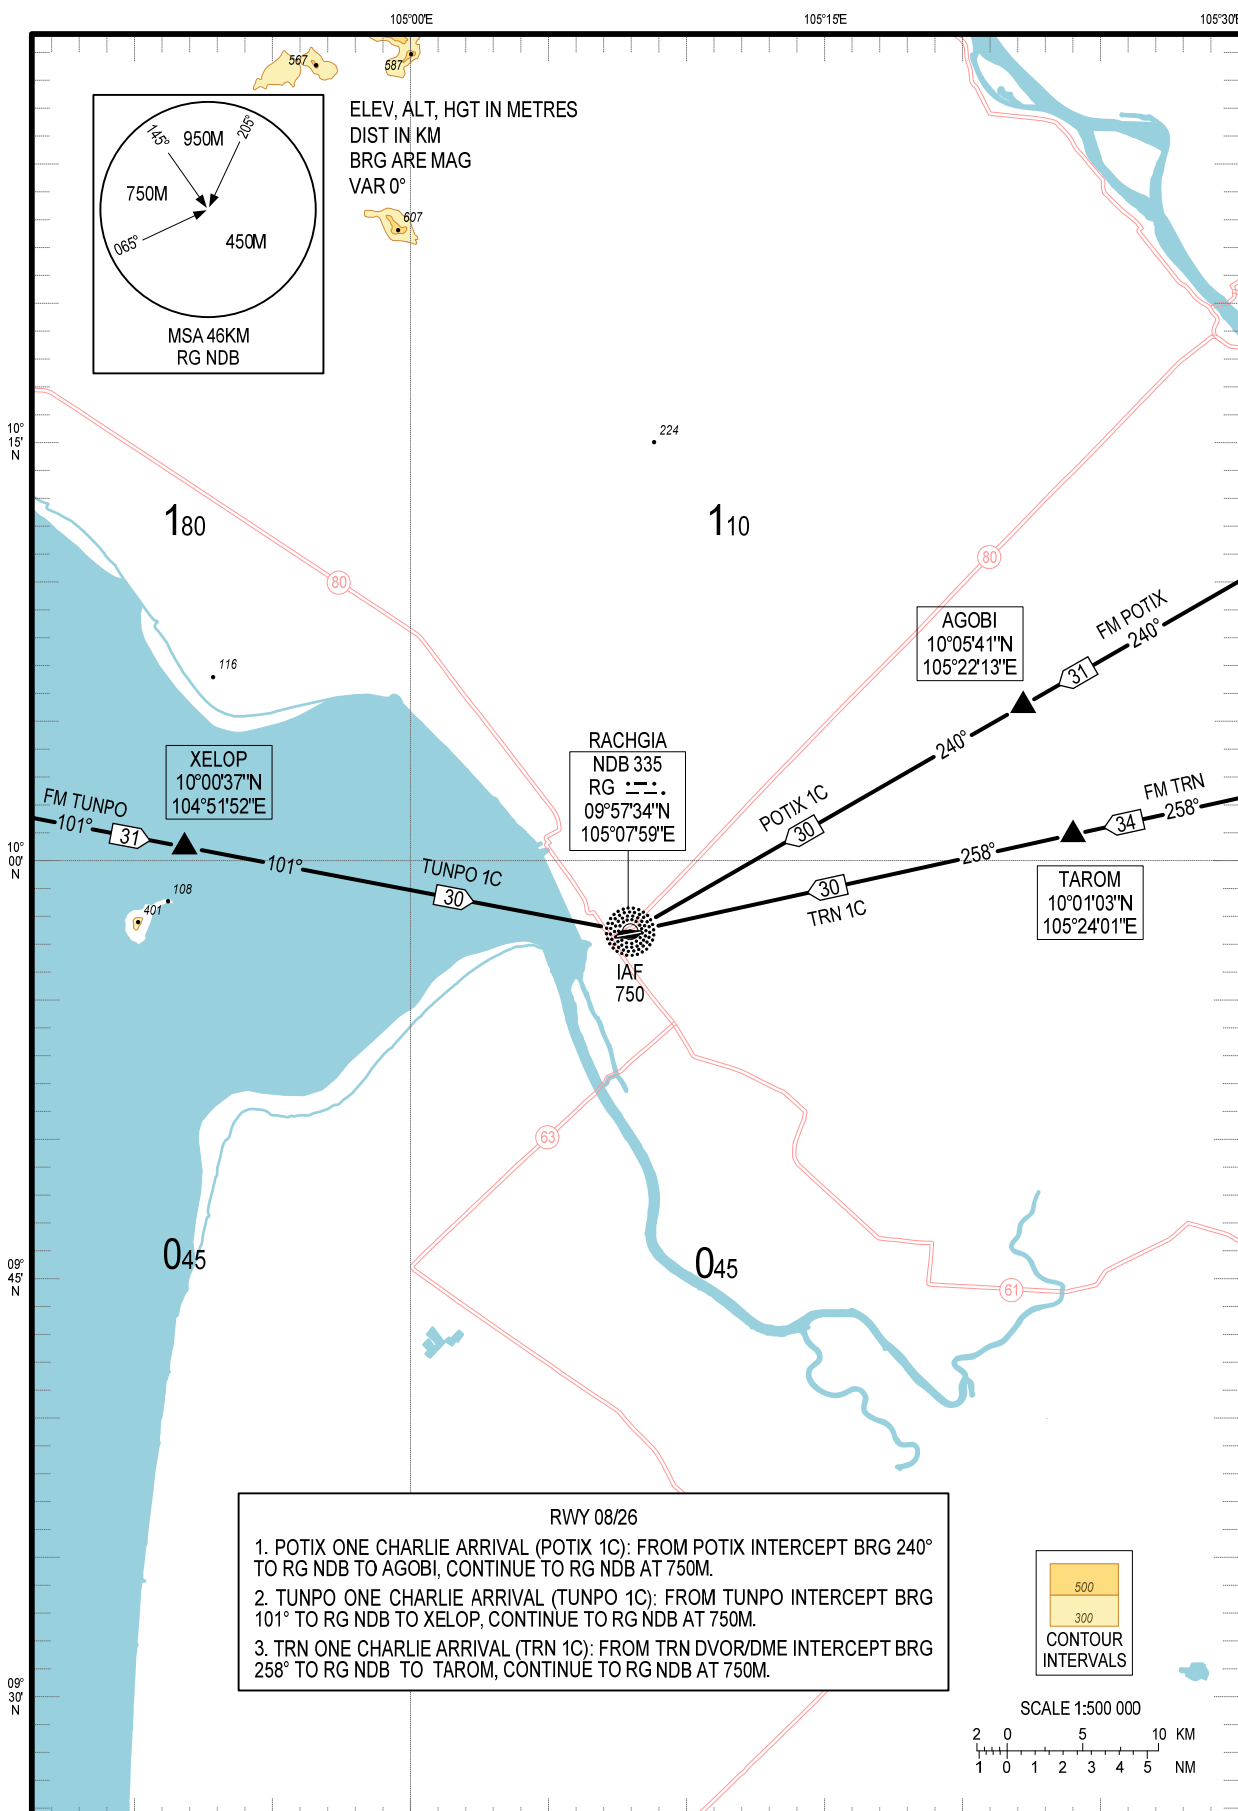 105°00'E
105°15'E
105°30'E
567
587
ELEV, ALT, HGT IN METRES
DIST IN KM
BRG ARE MAG
VAR 0°
145°
950M
205°
750M
065°
450M
MSA 46KM
RG NDB
607
10°
15'
N
224
180
110
80
80
116
AGOBI
10°05'41"N
105°22'13"E
FM POTIX
240°
31
240°
RACHGIA
NDB 335
RG
09°57'34"N
105°07'59"E
XELOP
10°00'37"N
104°51'52"E
FM TUNPO
101°
31
101°
TUNPO 1C
30
POTIX 1C
30
FM TRN
258°
34
258°
30
TRN 1C
TAROM
10°01'03"N
105°24'01"E
10°
00'
N
108
401
IAF
750
63
045
045
61
09°
45'
N
RWY 08/26
1. POTIX ONE CHARLIE ARRIVAL (POTIX 1C): FROM POTIX INTERCEPT BRG 240°
TO RG NDB TO AGOBI, CONTINUE TO RG NDB AT 750M.
2. TUNPO ONE CHARLIE ARRIVAL (TUNPO 1C): FROM TUNPO INTERCEPT BRG
101° TO RG NDB TO XELOP, CONTINUE TO RG NDB AT 750M.
3. TRN ONE CHARLIE ARRIVAL (TRN 1C): FROM TRN DVOR/DME INTERCEPT BRG
258° TO RG NDB TO TAROM, CONTINUE TO RG NDB AT 750M.
500
300
CONTOUR
INTERVALS
09°
30'
N
SCALE 1:500 000
2 0 5 10 KM
1 0 1 2 3 4 5 NM